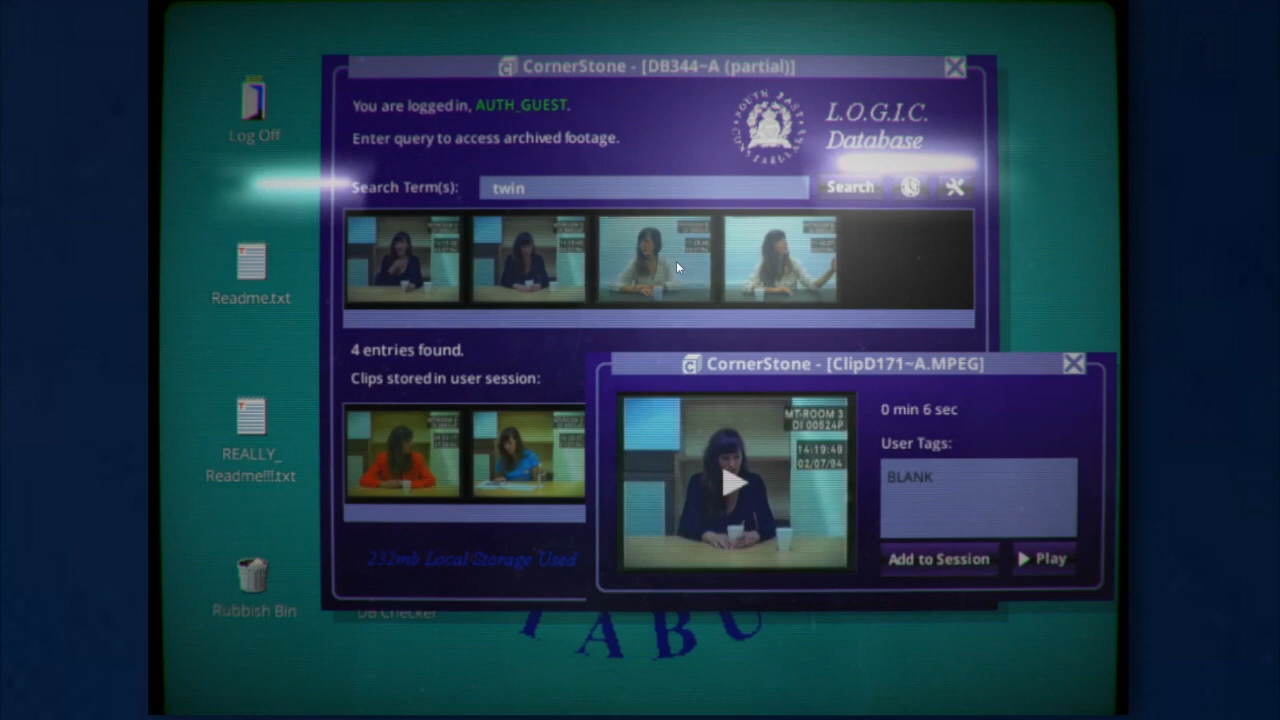 CornerStone - [DB344~A (partial)]
You are logged in, AUTH_GUEST.
Enter query to access archived footage.
L.O.G.I.C.
Database
Search Term(s):
twin
Search
4 entries found.
Clips stored in user session:
232mb Local Storage Used
CornerStone - [ClipD171~A.MPEG]
MT-ROOM 3
DI 00524P
14:19:49
02/07/94
0 min 6 sec
User Tags:
BLANK
Add to Session
Play
Log Off
Readme.txt
REALLY_
Readme!!!.txt
Rubbish Bin
DB Checker